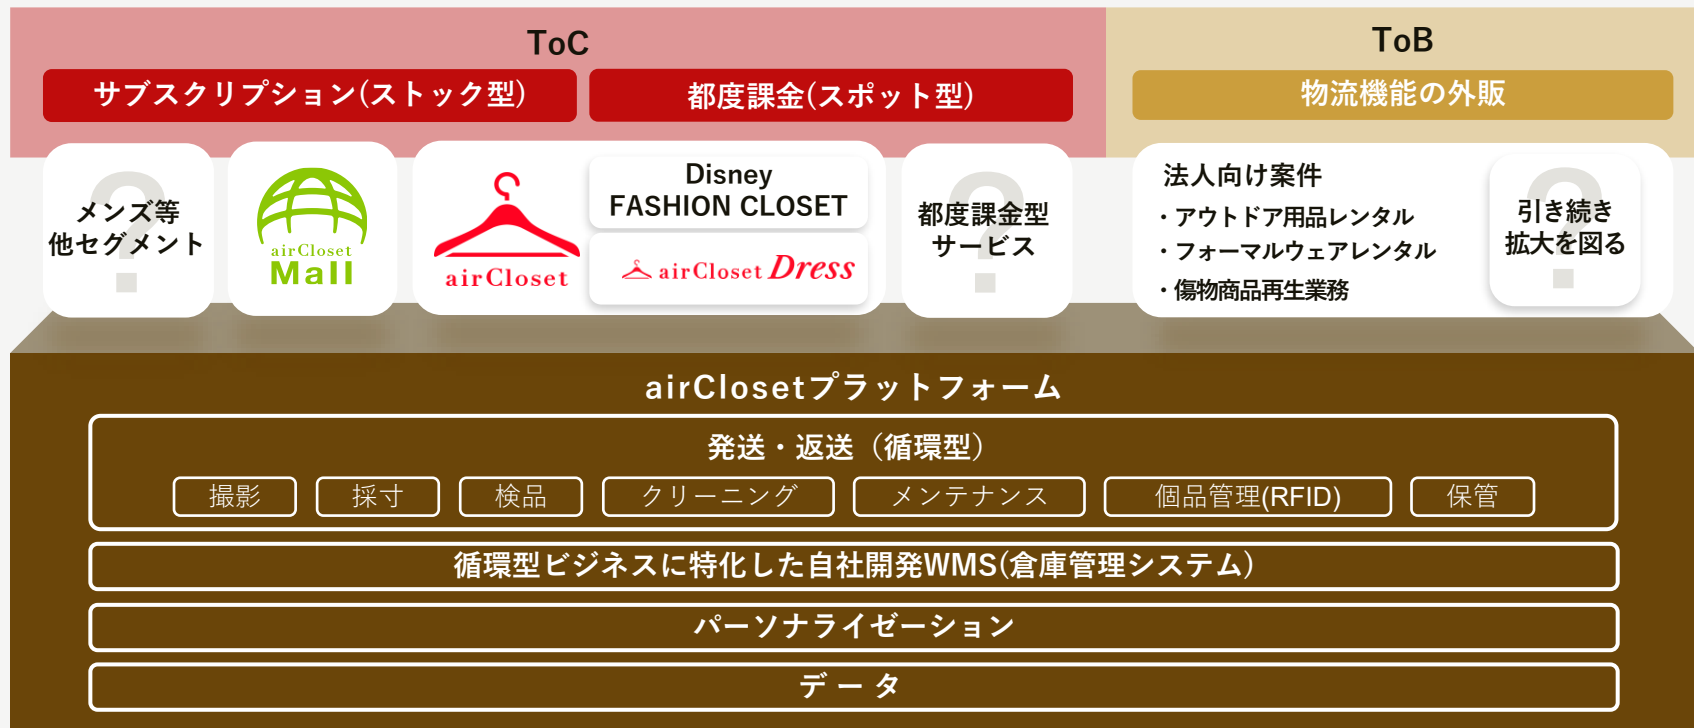 ToC
サブスクリプション(ストック型)
都度課金(スポット型)
ToB
物流機能の外販
?
メンズ等
他セグメント
airCloset
Mall
airCloset
Disney
FASHION CLOSET
airCloset Dress
?
都度課金型
サービス
法人向け案件
・アウトドア用品レンタル
・フォーマルウェアレンタル
・傷物商品再生業務
?
引き続き
拡大を図る
airClosetプラットフォーム
発送・返送（循環型）
撮影
採寸
検品
クリーニング
メンテナンス
個品管理(RFID)
保管
循環型ビジネスに特化した自社開発WMS(倉庫管理システム)
パーソナライゼーション
データ